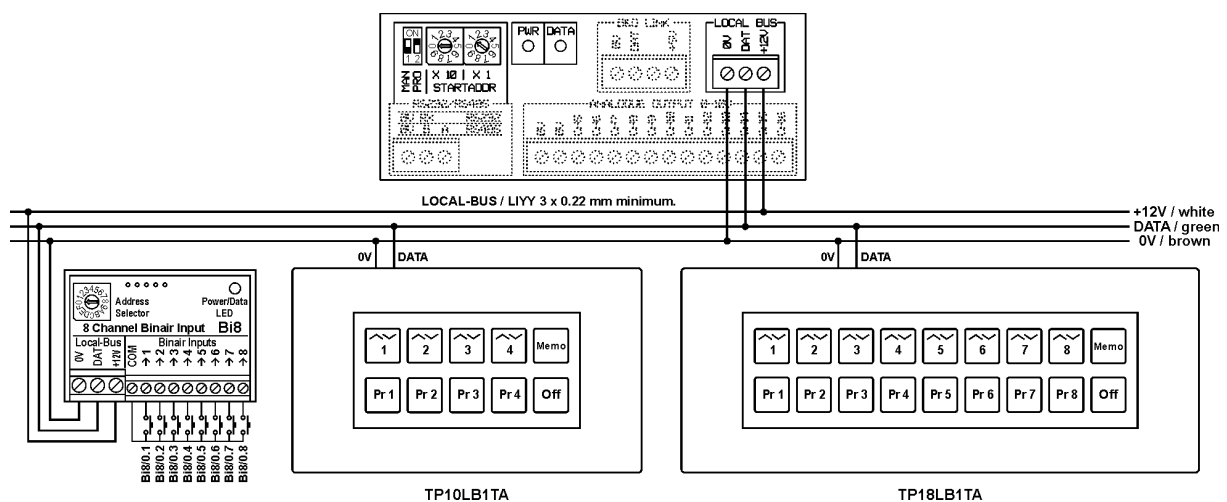 ON
1 2
MAN
PRO
X 10 X 1
STARTADDR
PWR DATA
LOCAL BUS
0V
DAT
+12V
ANALOGUE OUTPUT 0-10V
LOCAL-BUS / LIYY 3 x 0.22 mm minimum.
+12V / white
DATA / green
0V / brown
0V DATA
0V DATA
Address
Selector
Power/Data
LED
8 Channel Binair Input Bi8
Local-Bus Binair Inputs
0V
DAT
+12V
COM
1
2
3
4
5
6
7
8
Bi8/0.1
Bi8/0.2
Bi8/0.3
Bi8/0.4
Bi8/0.5
Bi8/0.6
Bi8/0.7
Bi8/0.8
1 2 3 4 Memo
Pr 1 Pr 2 Pr 3 Pr 4 Off
TP10LB1TA
1 2 3 4 5 6 7 8 Memo
Pr 1 Pr 2 Pr 3 Pr 4 Pr 5 Pr 6 Pr 7 Pr 8 Off
TP18LB1TA